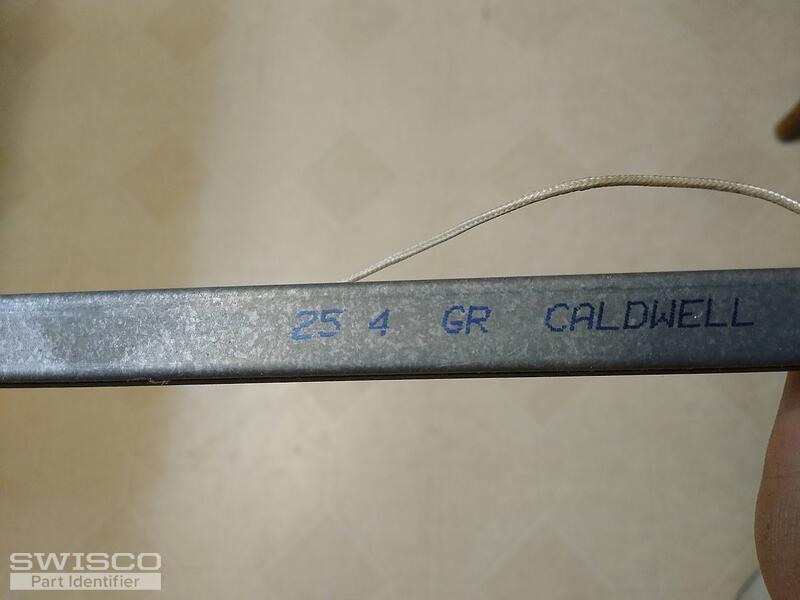 25 4 GR CALDWELL
SWISCO
Part Identifier